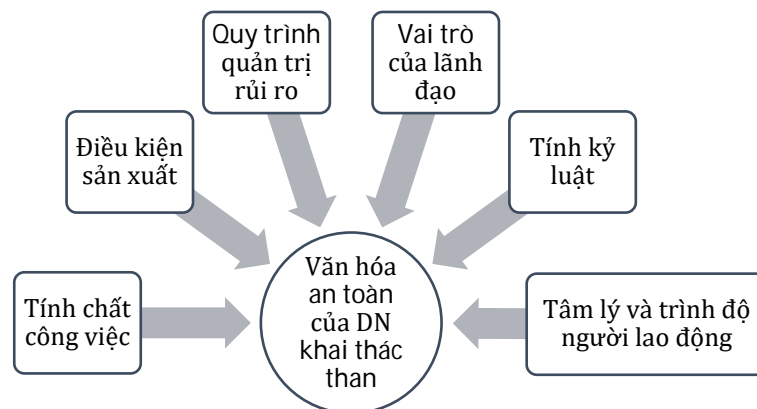 Quy trình
quản trị
rủi ro
Vai trò
của lãnh
đạo
Điều kiện
sản xuất
Tính kỷ
luật
Tính chất
công việc
Văn hóa
an toàn
của DN
khai thác
than
Tâm lý và trình độ
người lao động